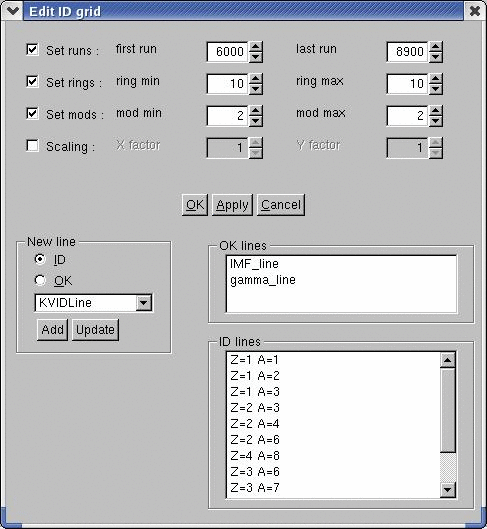 Edit ID grid
Set runs : first run 6000 last run 8900
Set rings : ring min 10 ring max 10
Set mods : mod min 2 mod max 2
Scaling : X factor 1 Y factor 1
OK Apply Cancel
New line
ID
OK
KVIDLine
Add Update
OK lines
IMF_line
gamma_line
ID lines
Z=1 A=1
Z=1 A=2
Z=1 A=3
Z=2 A=3
Z=2 A=4
Z=2 A=6
Z=4 A=8
Z=3 A=6
Z=3 A=7